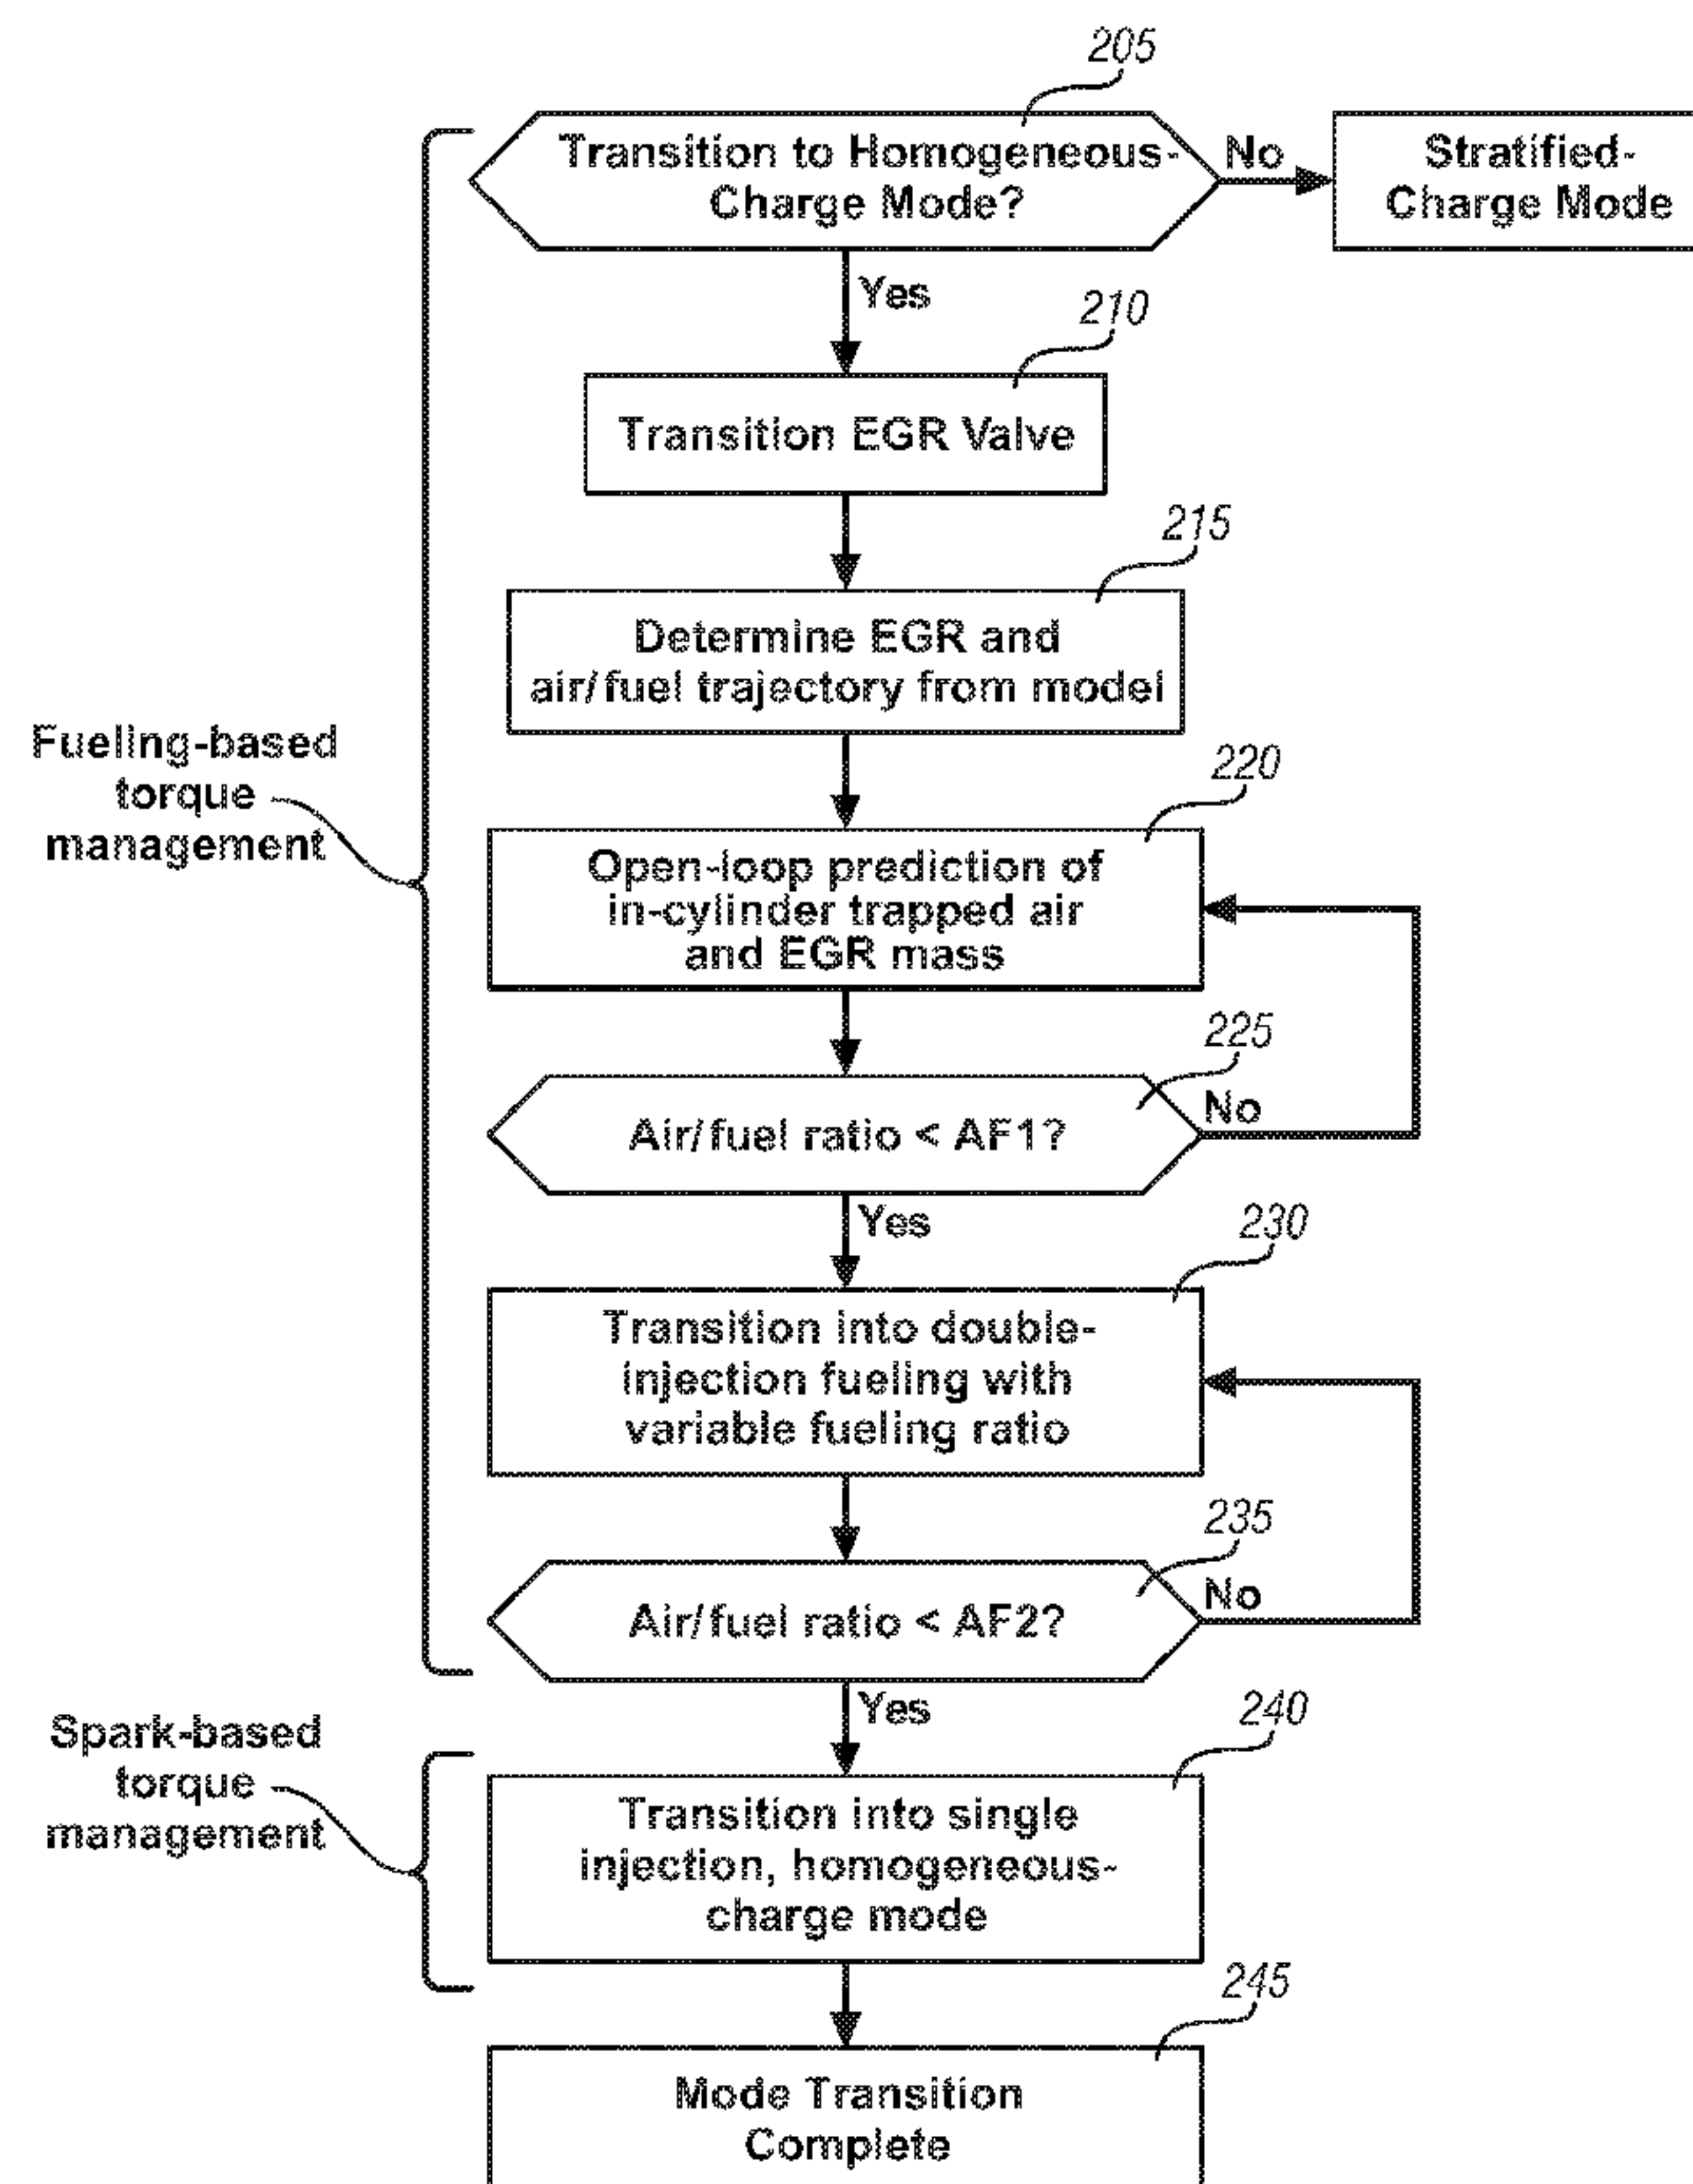 205
Transition to Homogeneous-
Charge Mode?
No
Stratified-
Charge Mode
Yes
210
Transition EGR Valve
215
Determine EGR and
air/fuel trajectory from model
Fueling-based
torque
management
220
Open-loop prediction of
in-cylinder trapped air
and EGR mass
225
Air/fuel ratio < AF1?
No
Yes
230
Transition into double-
injection fueling with
variable fueling ratio
235
Air/fuel ratio < AF2?
No
Yes
Spark-based
torque
management
240
Transition into single
injection, homogeneous-
charge mode
245
Mode Transition
Complete